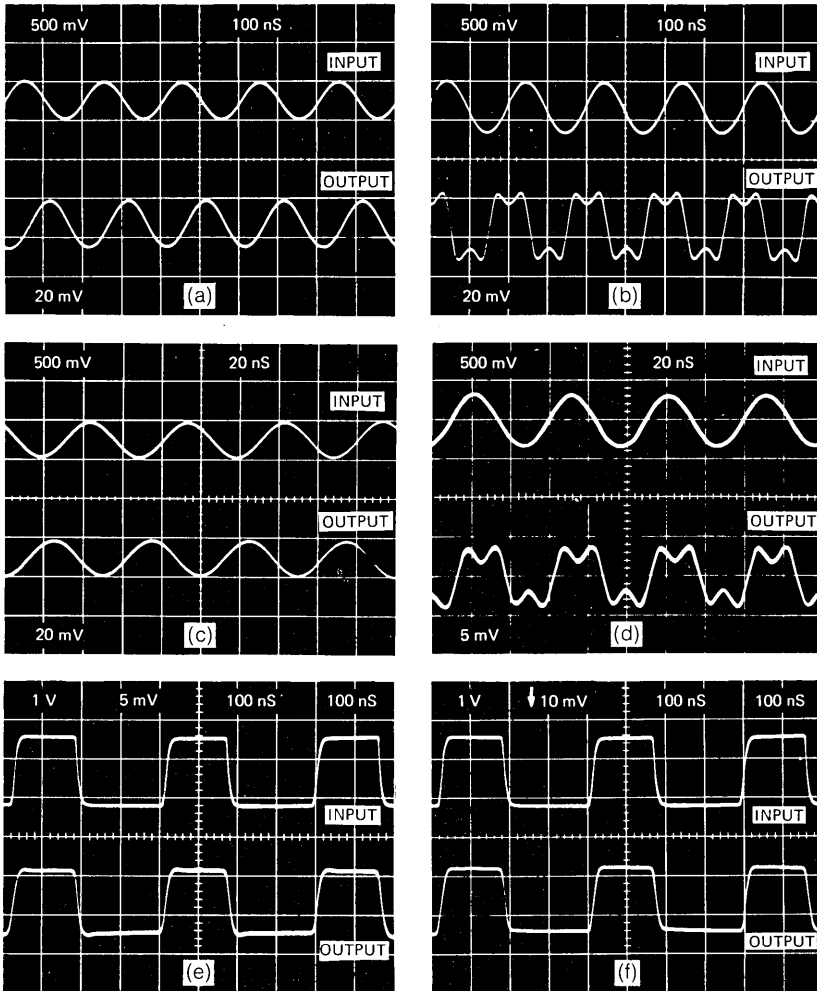 500 mV 100 nS
INPUT
OUTPUT
20 mV (a)
500 mV 100 nS
INPUT
OUTPUT
20 mV (b)
500 mV 20 nS
INPUT
OUTPUT
20 mV (c)
500 mV 20 nS
INPUT
OUTPUT
5 mV (d)
1 V 5 mV 100 nS 100 nS
INPUT
OUTPUT
(e)
1 V 10 mV 100 nS 100 nS
INPUT
OUTPUT
(f)